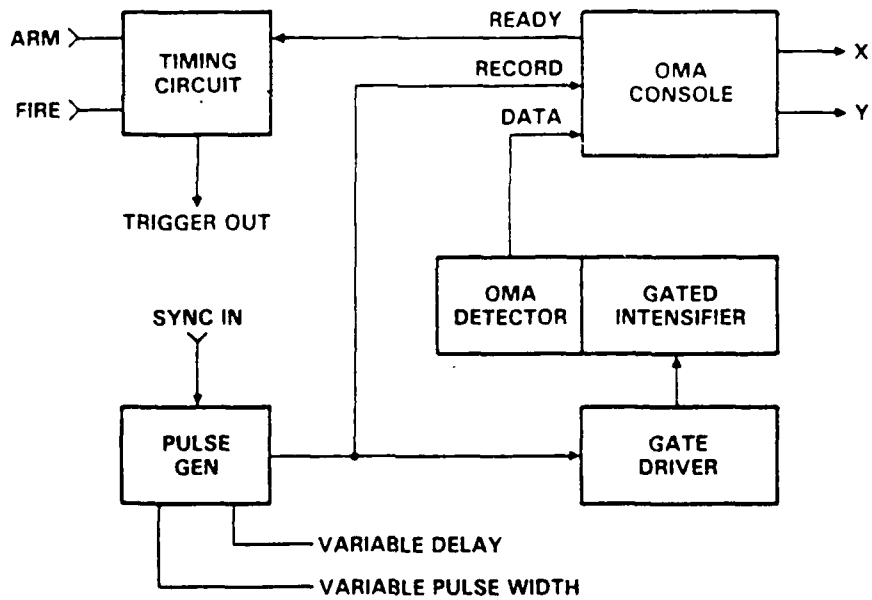 ARM
FIRE
TIMING
CIRCUIT
READY
RECORD
DATA
OMA
CONSOLE
X
Y
TRIGGER OUT
SYNC IN
OMA
DETECTOR
GATED
INTENSIFIER
PULSE
GEN
GATE
DRIVER
VARIABLE DELAY
VARIABLE PULSE WIDTH